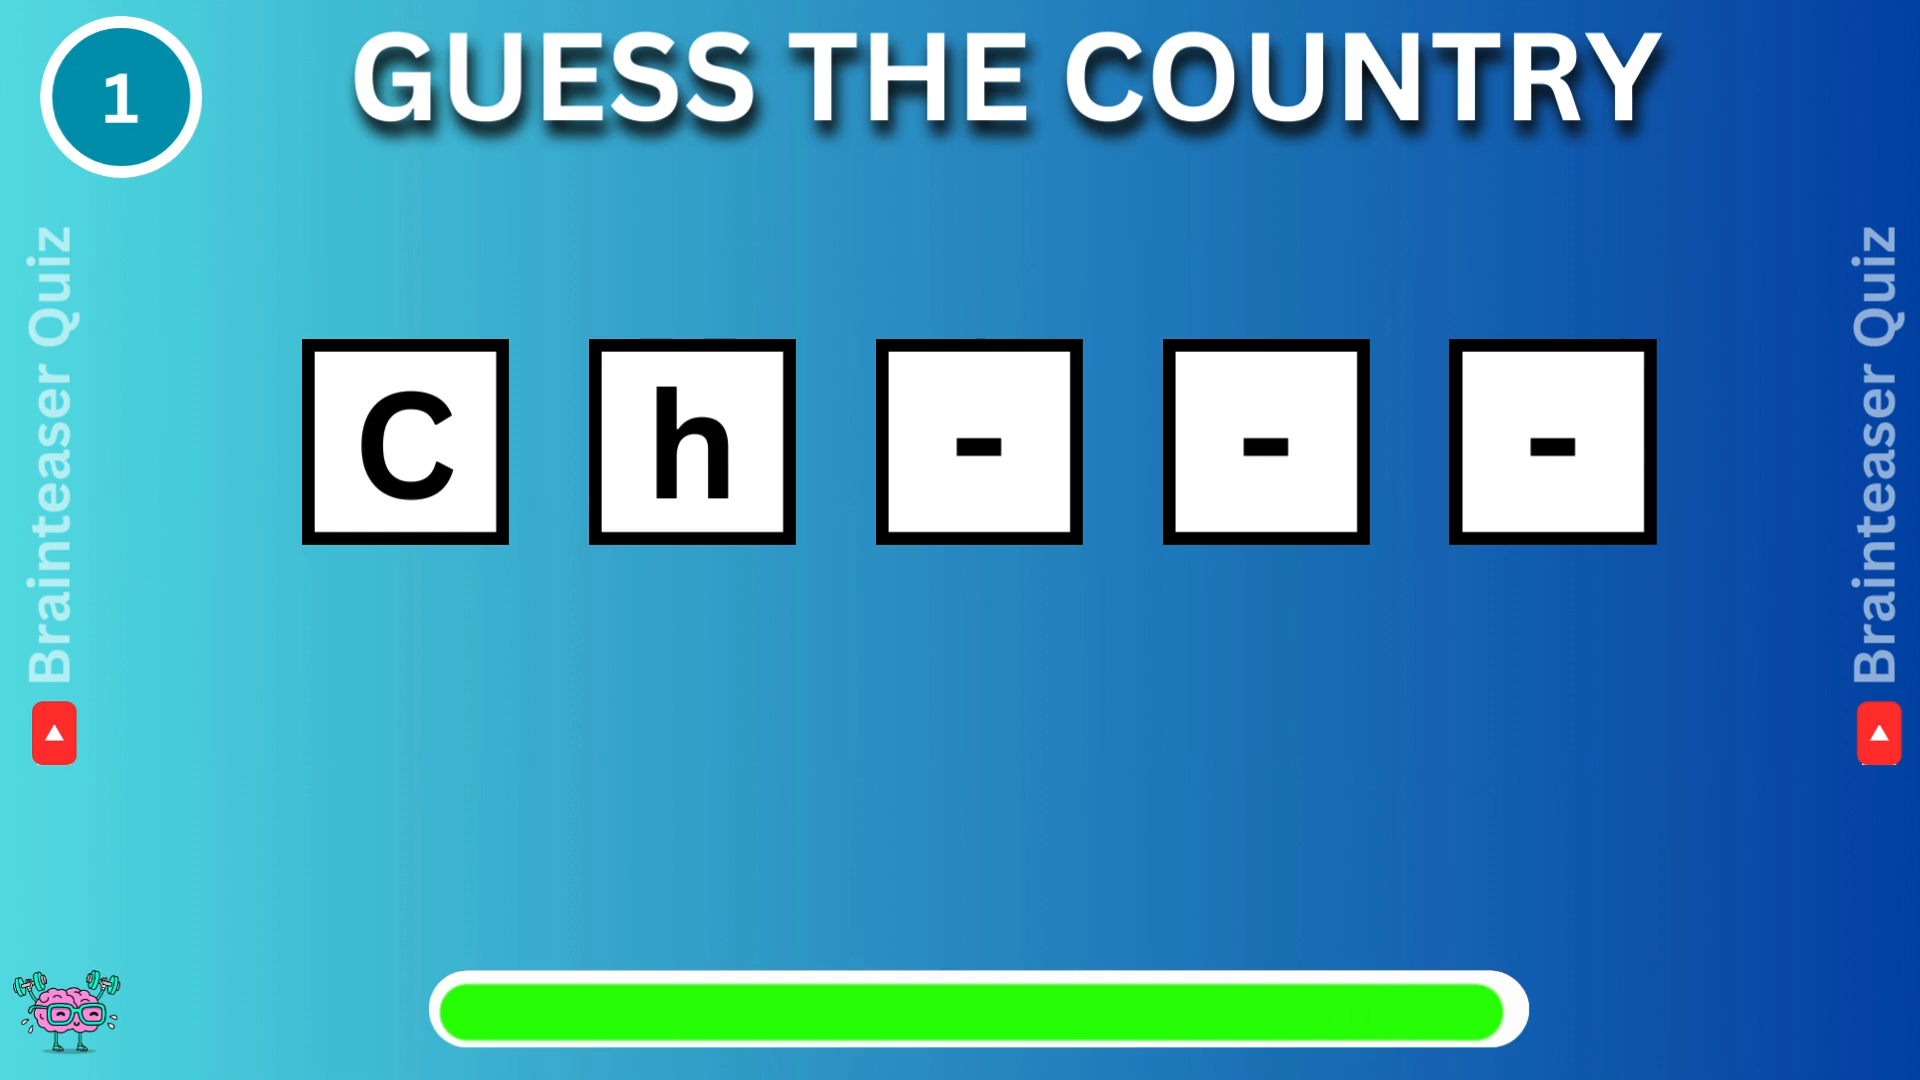 1
GUESS THE COUNTRY
Brainteaser Quiz
C h - - -
Brainteaser Quiz